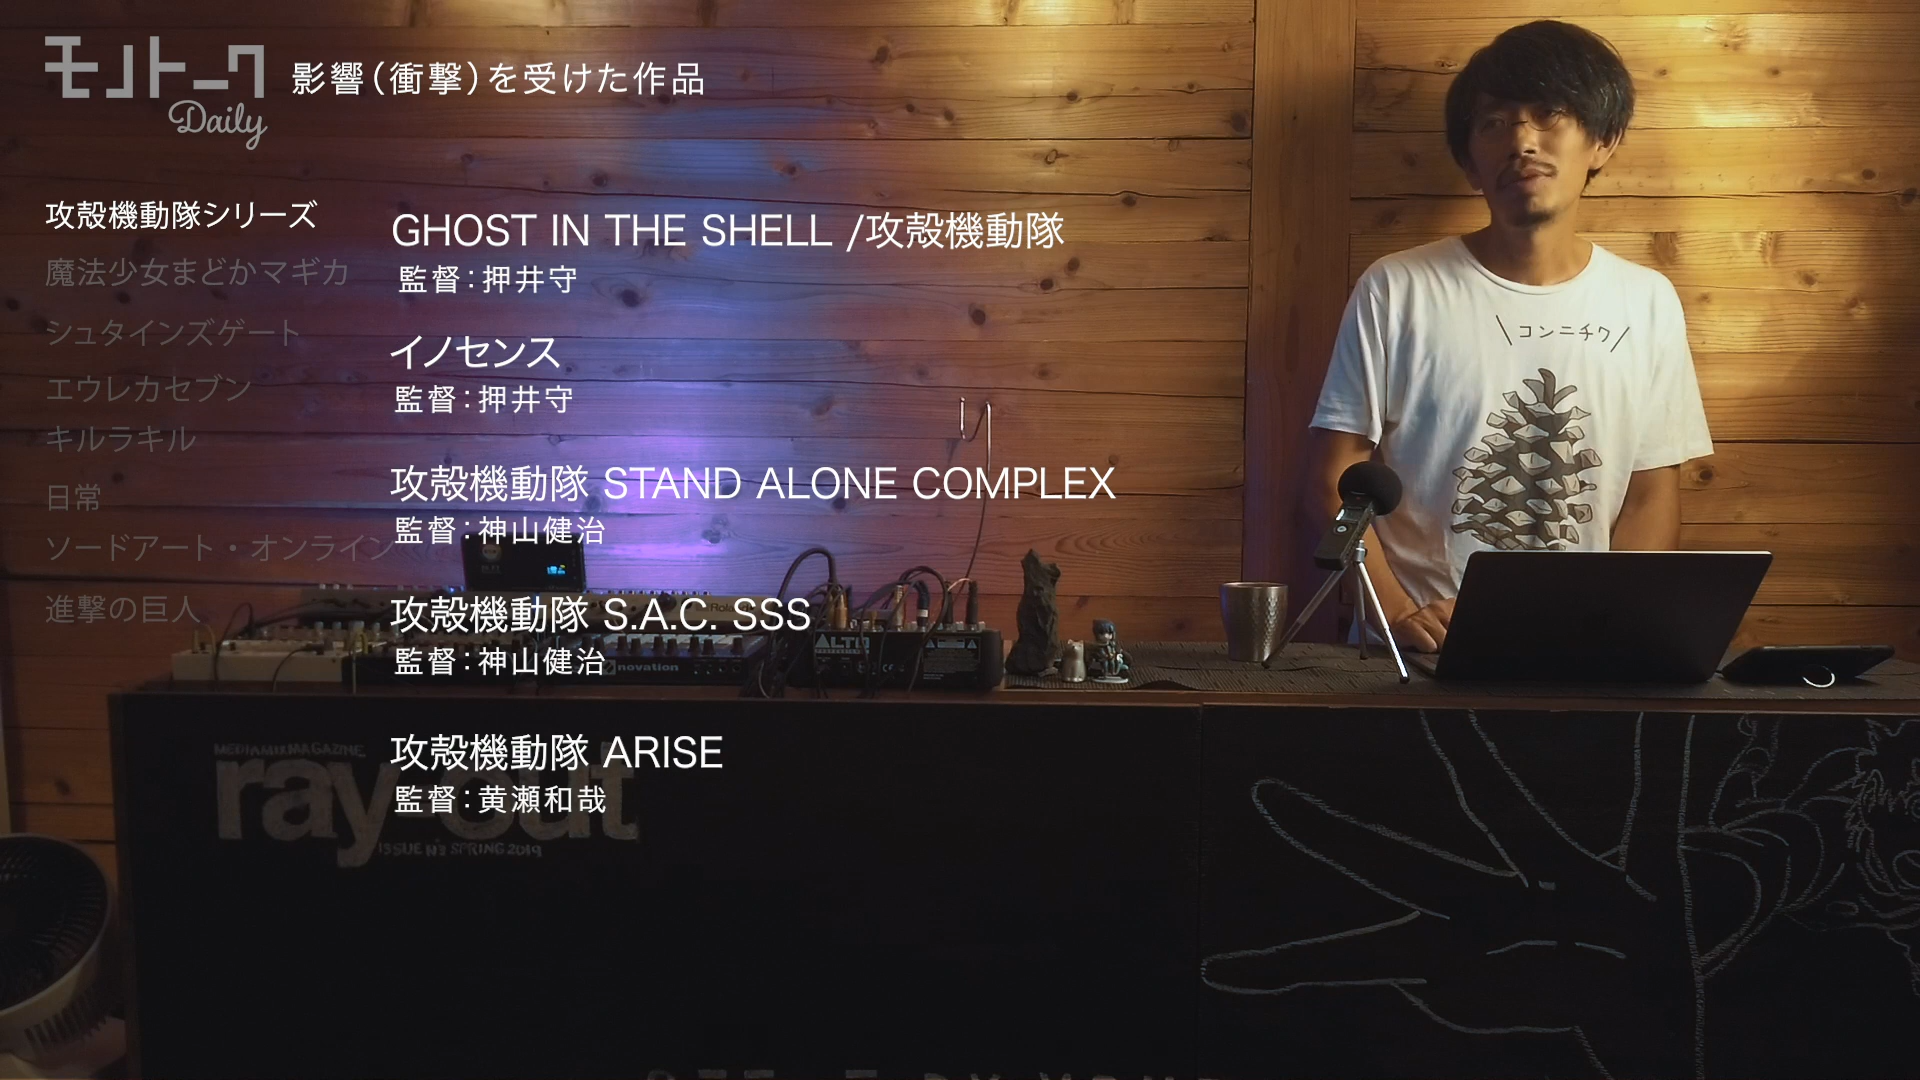 モノトーク
Daily
影響（衝撃）を受けた作品
攻殻機動隊シリーズ
魔法少女まどかマギカ
シュタインズゲート
エウレカセブン
キルラキル
日常
ソードアート・オンライン
進撃の巨人
GHOST IN THE SHELL /攻殻機動隊
監督：押井守
イノセンス
監督：押井守
攻殻機動隊 STAND ALONE COMPLEX
監督：神山健治
攻殻機動隊 S.A.C. SSS
監督：神山健治
攻殻機動隊 ARISE
監督：黄瀬和哉
\コンニチワ/
Roland
novation
ALTO
MEDIAMIXMAGAZINE
ray-out
ISSUE Nº3 SPRING 2019